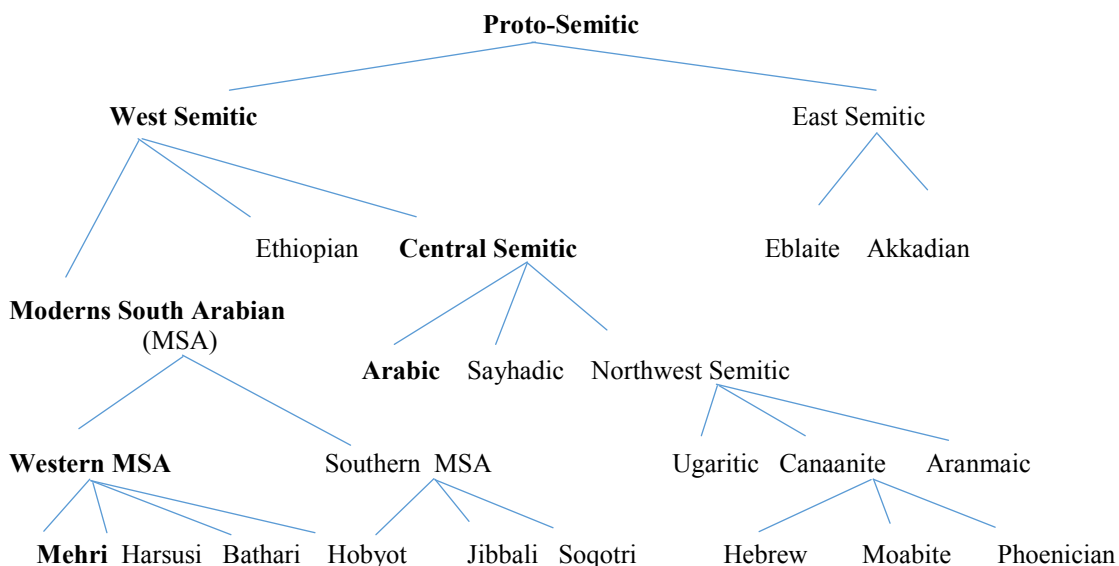 Proto-Semitic
West Semitic East Semitic
Ethiopian Central Semitic Eblaite Akkadian
Moderns South Arabian
(MSA)
Arabic Sayhadic Northwest Semitic
Western MSA Southern MSA Ugaritic Canaanite Aranmaic
Mehri Harsusi Bathari Hobyot Jibbali Soqotri Hebrew Moabite Phoenician